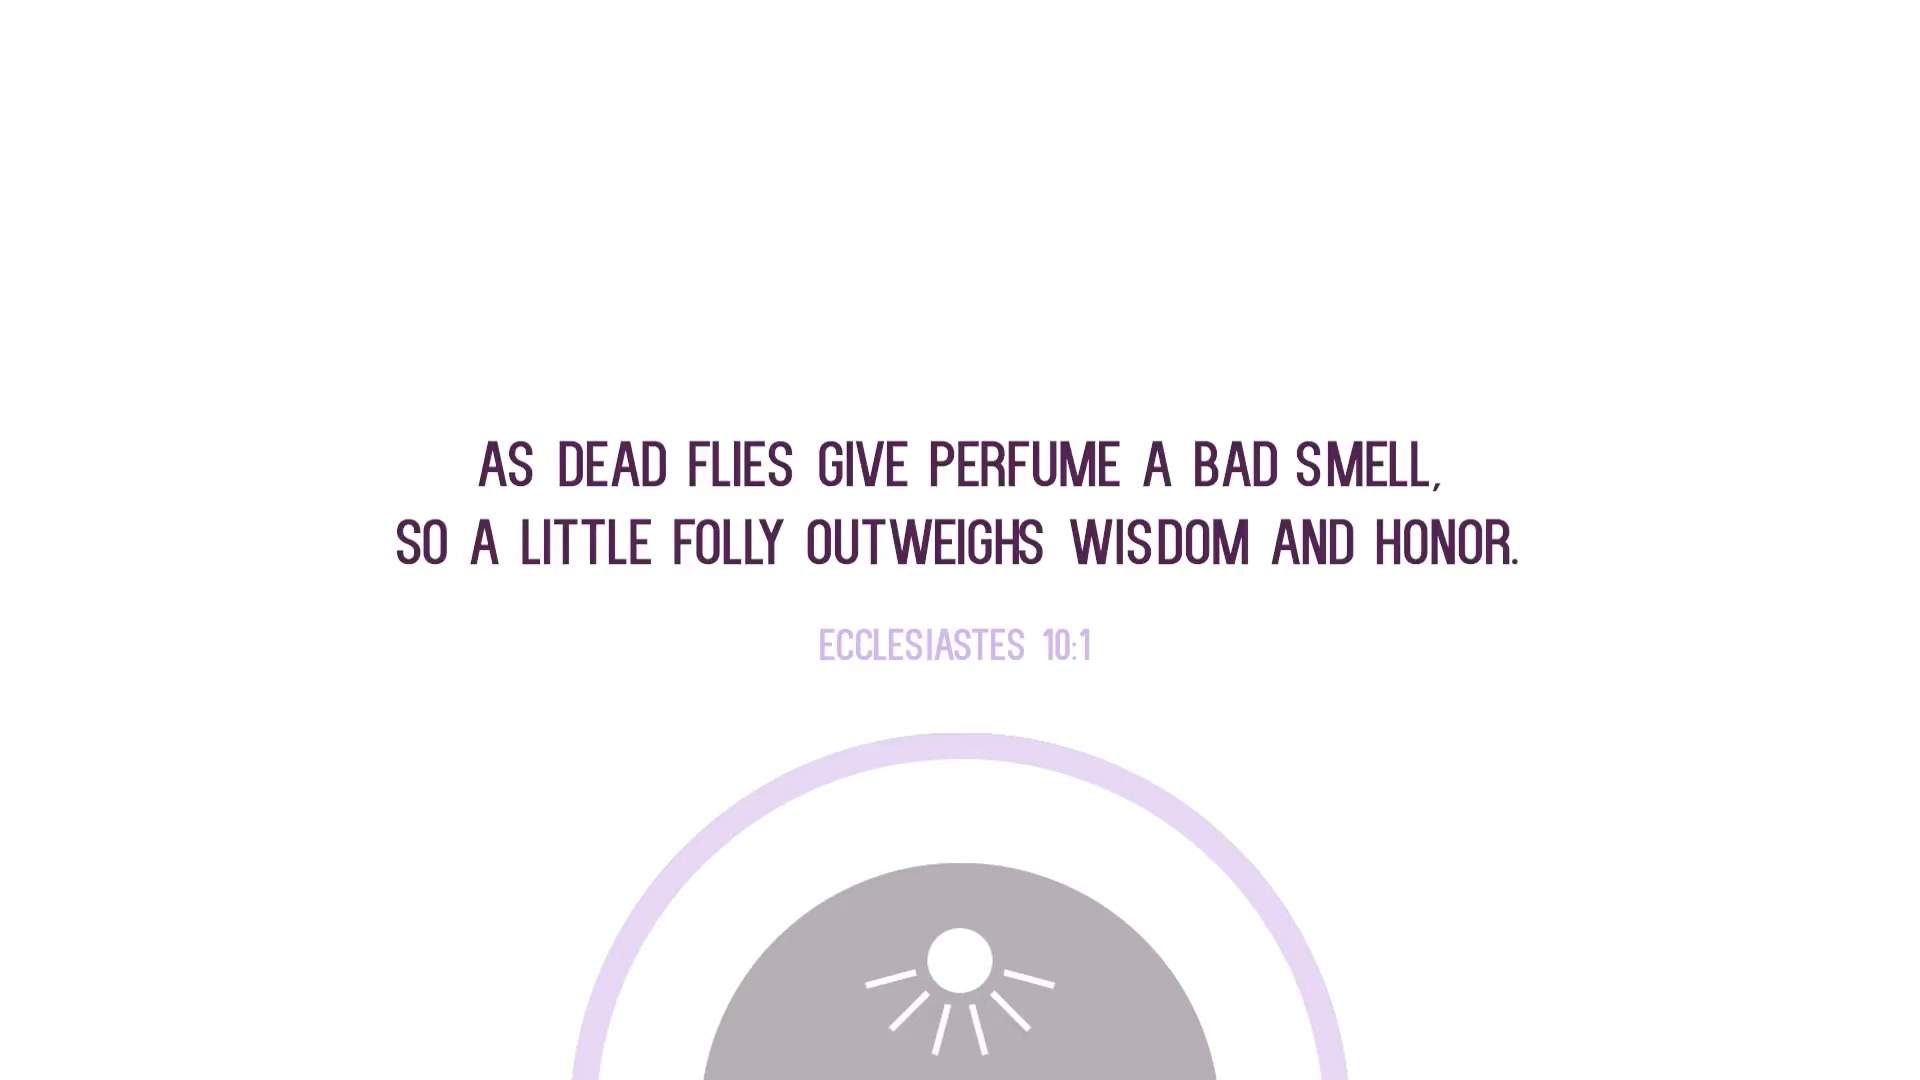 AS DEAD FLIES GIVE PERFUME A BAD SMELL,
SO A LITTLE FOLLY OUTWEIGHS WISDOM AND HONOR.
ECCLESIASTES 10:1